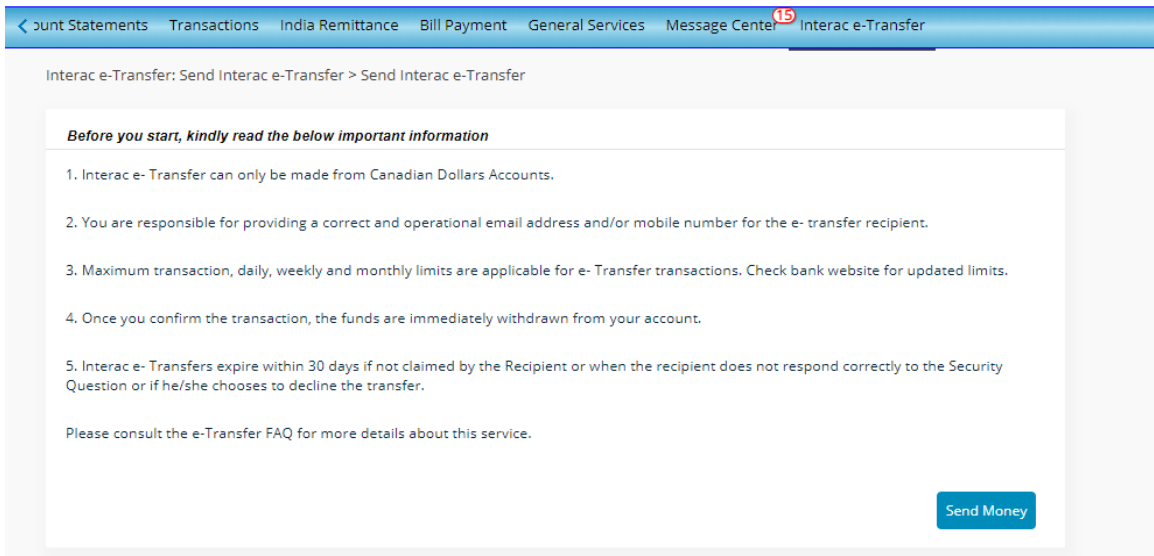 ount Statements Transactions India Remittance Bill Payment General Services Message Center 15 Interac e-Transfer
Interac e-Transfer: Send Interac e-Transfer > Send Interac e-Transfer
Before you start, kindly read the below important information
1. Interac e- Transfer can only be made from Canadian Dollars Accounts.
2. You are responsible for providing a correct and operational email address and/or mobile number for the e- transfer recipient.
3. Maximum transaction, daily, weekly and monthly limits are applicable for e- Transfer transactions. Check bank website for updated limits.
4. Once you confirm the transaction, the funds are immediately withdrawn from your account.
5. Interac e- Transfers expire within 30 days if not claimed by the Recipient or when the recipient does not respond correctly to the Security
Question or if he/she chooses to decline the transfer.
Please consult the e-Transfer FAQ for more details about this service.
Send Money